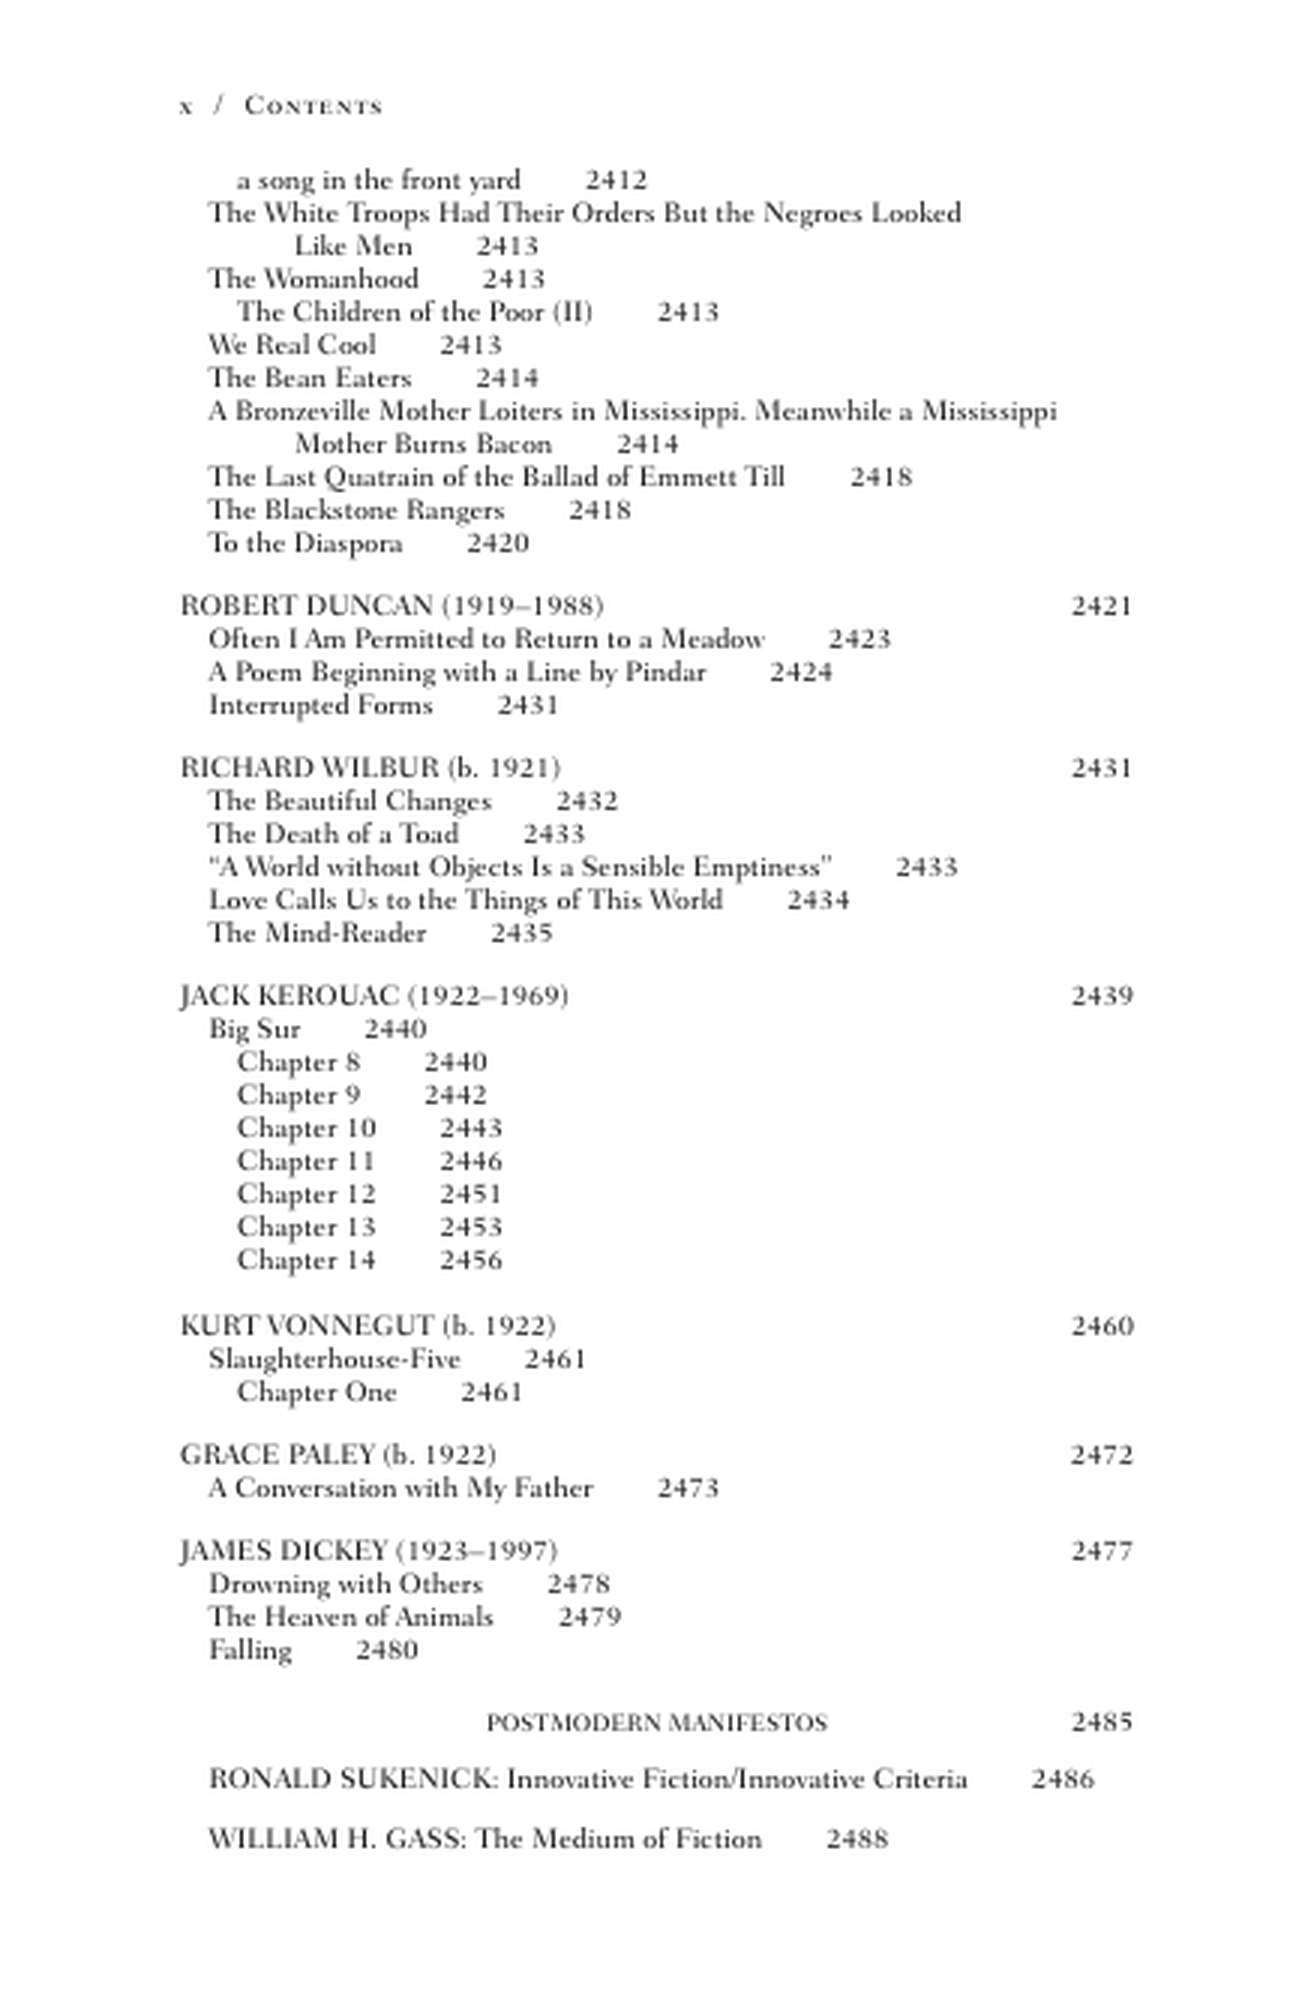 x / Contents
a song in the front yard 2412
The White Troops Had Their Orders But the Negroes Looked
Like Men 2413
The Womanhood 2413
The Children of the Poor (II) 2413
We Real Cool 2413
The Bean Eaters 2414
A Bronzeville Mother Loiters in Mississippi. Meanwhile a Mississippi
Mother Burns Bacon 2414
The Last Quatrain of the Ballad of Emmett Till 2418
The Blackstone Rangers 2418
To the Diaspora 2420
ROBERT DUNCAN (1919–1988) 2421
Often I Am Permitted to Return to a Meadow 2423
A Poem Beginning with a Line by Pindar 2424
Interrupted Forms 2431
RICHARD WILBUR (b. 1921) 2431
The Beautiful Changes 2432
The Death of a Toad 2433
“A World without Objects Is a Sensible Emptiness” 2433
Love Calls Us to the Things of This World 2434
The Mind-Reader 2435
JACK KEROUAC (1922–1969) 2439
Big Sur 2440
Chapter 8 2440
Chapter 9 2442
Chapter 10 2443
Chapter 11 2446
Chapter 12 2451
Chapter 13 2453
Chapter 14 2456
KURT VONNEGUT (b. 1922) 2460
Slaughterhouse-Five 2461
Chapter One 2461
GRACE PALEY (b. 1922) 2472
A Conversation with My Father 2473
JAMES DICKEY (1923–1997) 2477
Drowning with Others 2478
The Heaven of Animals 2479
Falling 2480
POSTMODERN MANIFESTOS 2485
RONALD SUKENICK: Innovative Fiction/Innovative Criteria 2486
WILLIAM H. GASS: The Medium of Fiction 2488